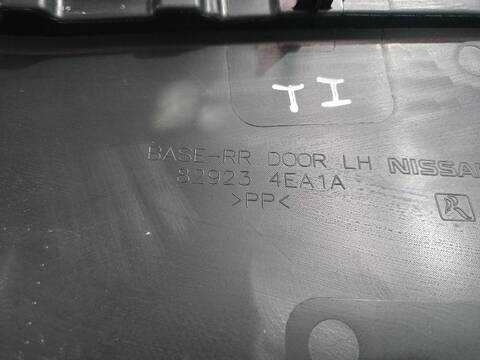 TI
BASE-RR DOOR LH NISSAN
82923 4EA1A
>PP<